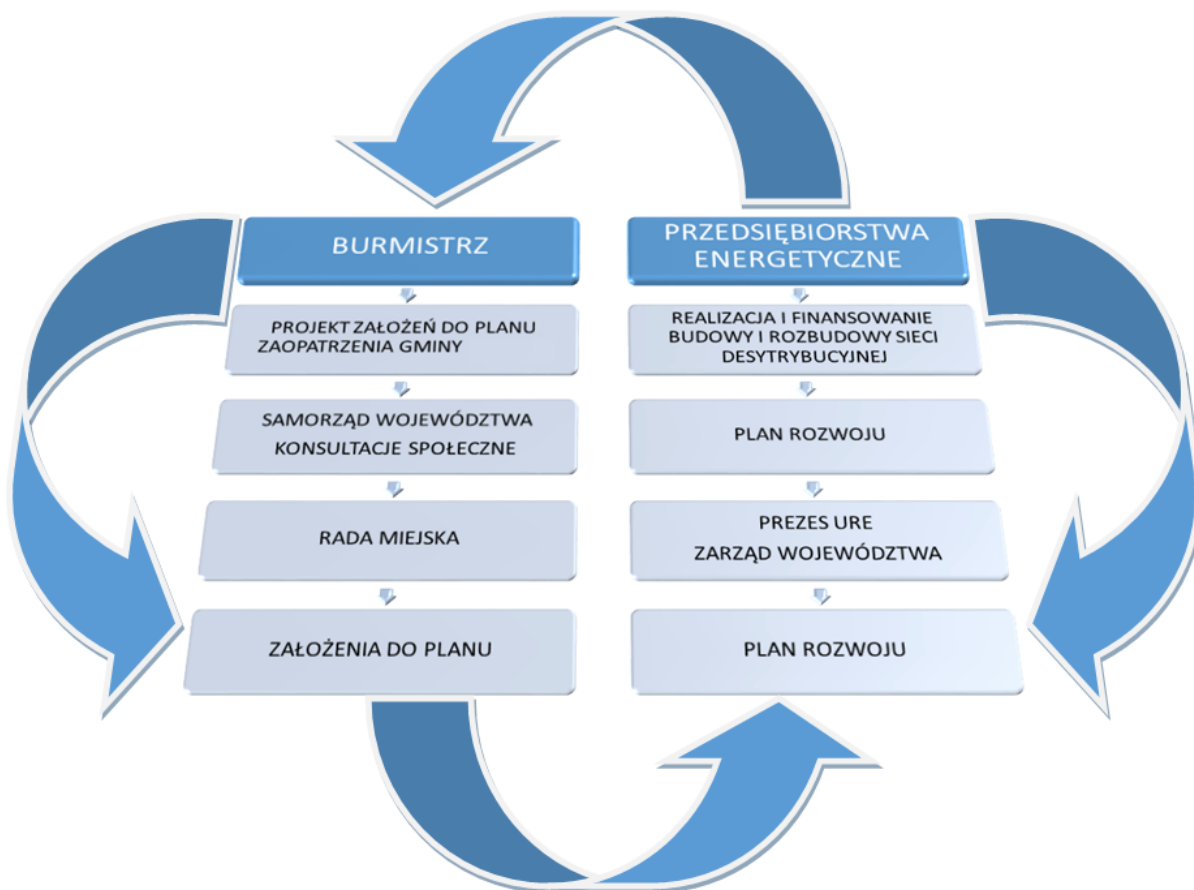 BURMISTRZ
PROJEKT ZAŁOŻEŃ DO PLANU
ZAOPATRZENIA GMINY
SAMORZĄD WOJEWÓDZTWA
KONSULTACJE SPOŁECZNE
RADA MIEJSKA
ZAŁOŻENIA DO PLANU
PRZEDSIĘBIORSTWA
ENERGETYCZNE
REALIZACJA I FINANSOWANIE
BUDOWY I ROZBUDOWY SIECI
DESYTRYBUCYJNEJ
PLAN ROZWOJU
PREZES URE
ZARZĄD WOJEWÓDZTWA
PLAN ROZWOJU